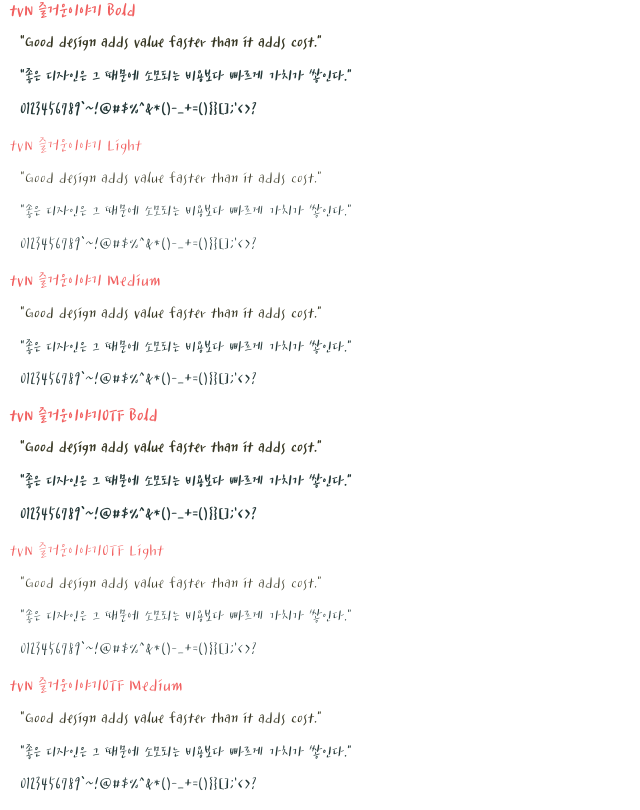 tvN 즐거운이야기 Bold
"Good design adds value faster than it adds cost."
"좋은 디자인은 그 때문에 소모되는 비용보다 빠르게 가치가 쌓인다."
0123456789`~!@#$%^&*()-_+=(){}[];'<>?
tvN 즐거운이야기 Light
"Good design adds value faster than it adds cost."
"좋은 디자인은 그 때문에 소모되는 비용보다 빠르게 가치가 쌓인다."
0123456789`~!@#$%^&*()-_+=(){}[];'<>?
tvN 즐거운이야기 Medium
"Good design adds value faster than it adds cost."
"좋은 디자인은 그 때문에 소모되는 비용보다 빠르게 가치가 쌓인다."
0123456789`~!@#$%^&*()-_+=(){}[];'<>?
tvN 즐거운이야기OTF Bold
"Good design adds value faster than it adds cost."
"좋은 디자인은 그 때문에 소모되는 비용보다 빠르게 가치가 쌓인다."
0123456789`~!@#$%^&*()-_+=(){}[];'<>?
tvN 즐거운이야기OTF Light
"Good design adds value faster than it adds cost."
"좋은 디자인은 그 때문에 소모되는 비용보다 빠르게 가치가 쌓인다."
0123456789`~!@#$%^&*()-_+=(){}[];'<>?
tvN 즐거운이야기OTF Medium
"Good design adds value faster than it adds cost."
"좋은 디자인은 그 때문에 소모되는 비용보다 빠르게 가치가 쌓인다."
0123456789`~!@#$%^&*()-_+=(){}[];'<>?